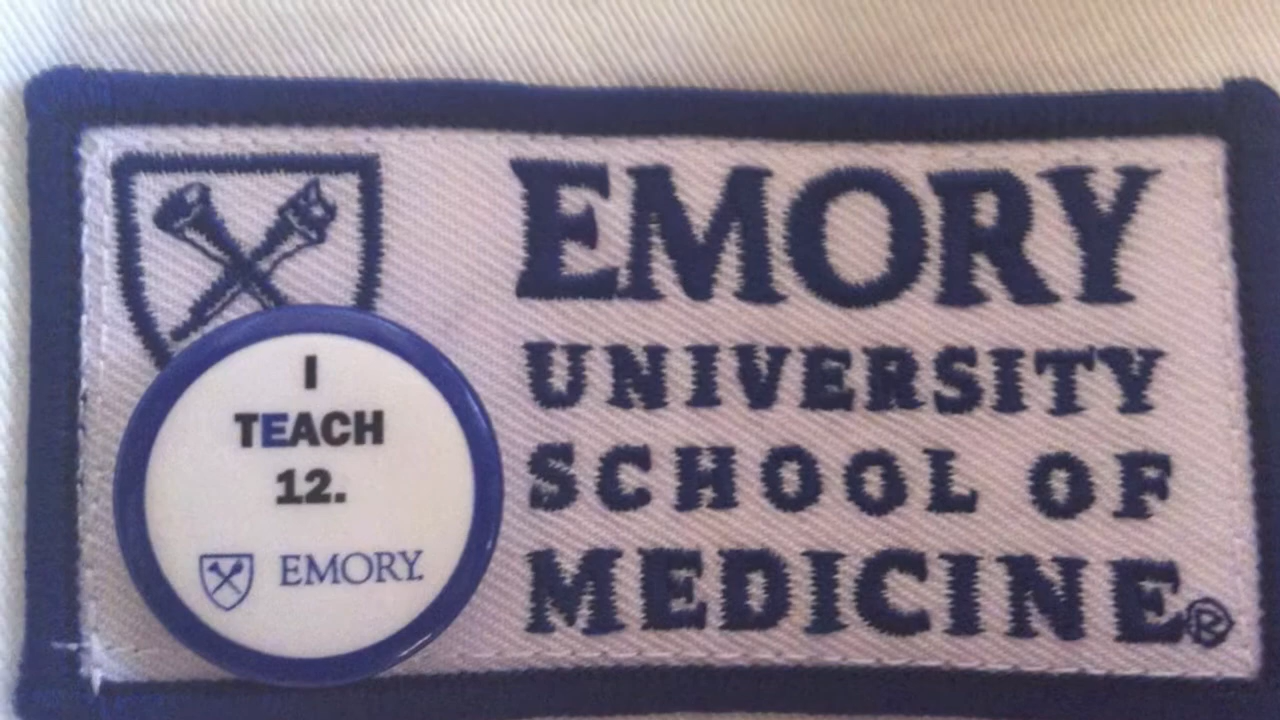 EMORY
UNIVERSITY
SCHOOL OF
MEDICINE®
I
TEACH
12.
EMORY.